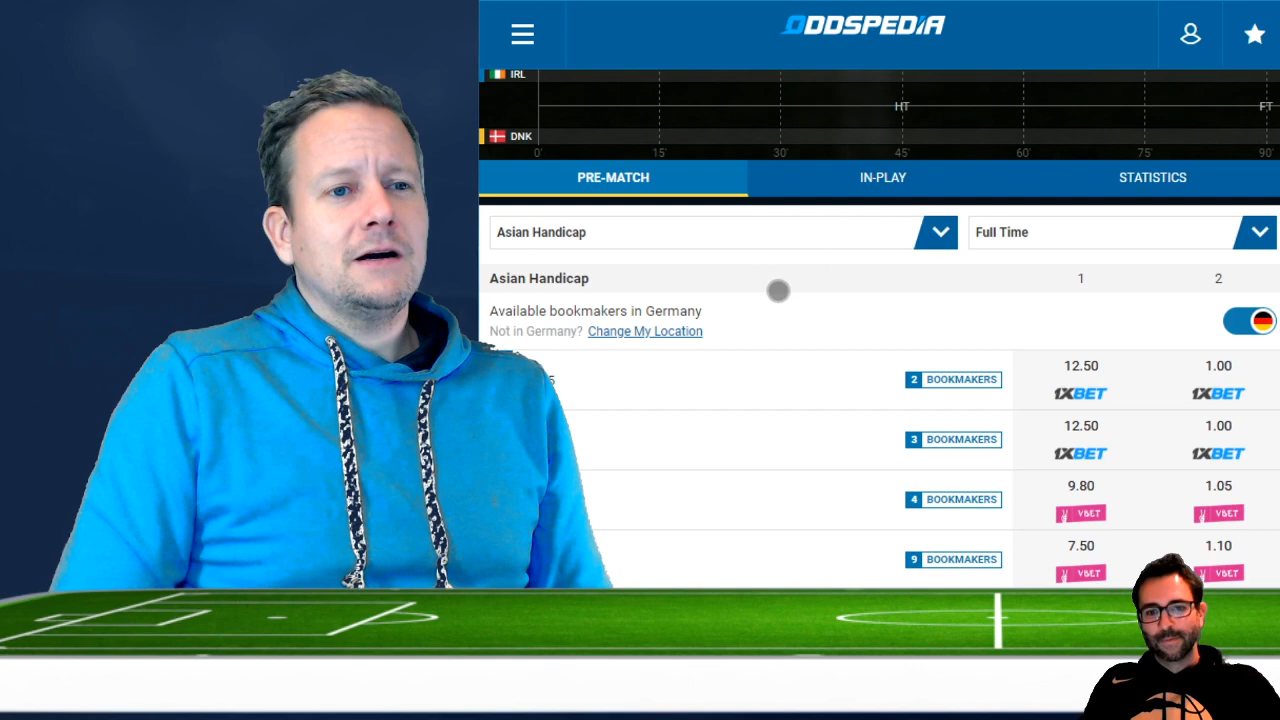 ODDSPEDIA
IRL
HT
FT
DNK
0'
15'
30'
45'
60'
75'
90'
PRE-MATCH
IN-PLAY
STATISTICS
Asian Handicap
Full Time
Asian Handicap
1
2
Available bookmakers in Germany
Not in Germany? Change My Location
5
2 BOOKMAKERS
12.50
1.00
1XBET
1XBET
3 BOOKMAKERS
12.50
1.00
1XBET
1XBET
4 BOOKMAKERS
9.80
1.05
VBET
VBET
9 BOOKMAKERS
7.50
1.10
VBET
VBET